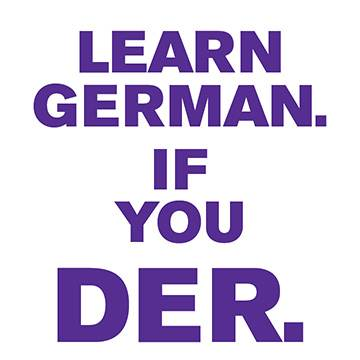 LEARN
GERMAN.
IF
YOU
DER.